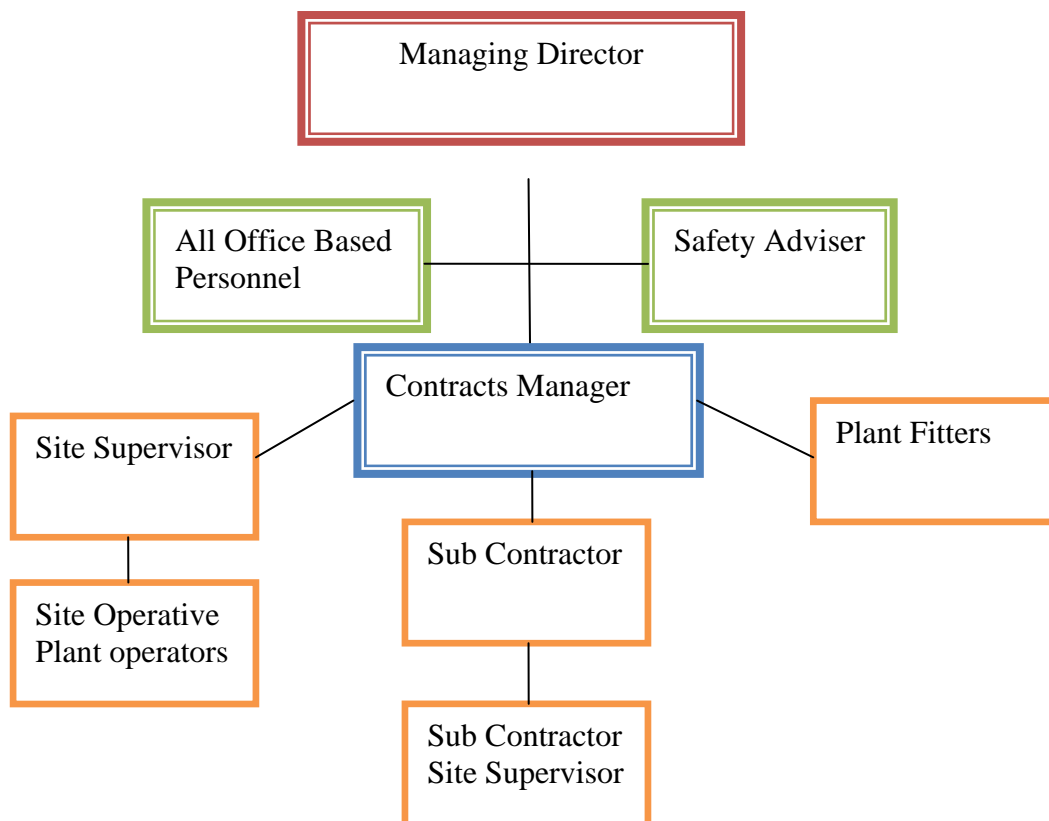 Managing Director
All Office Based
Personnel
Safety Adviser
Contracts Manager
Site Supervisor
Plant Fitters
Sub Contractor
Site Operative
Plant operators
Sub Contractor
Site Supervisor